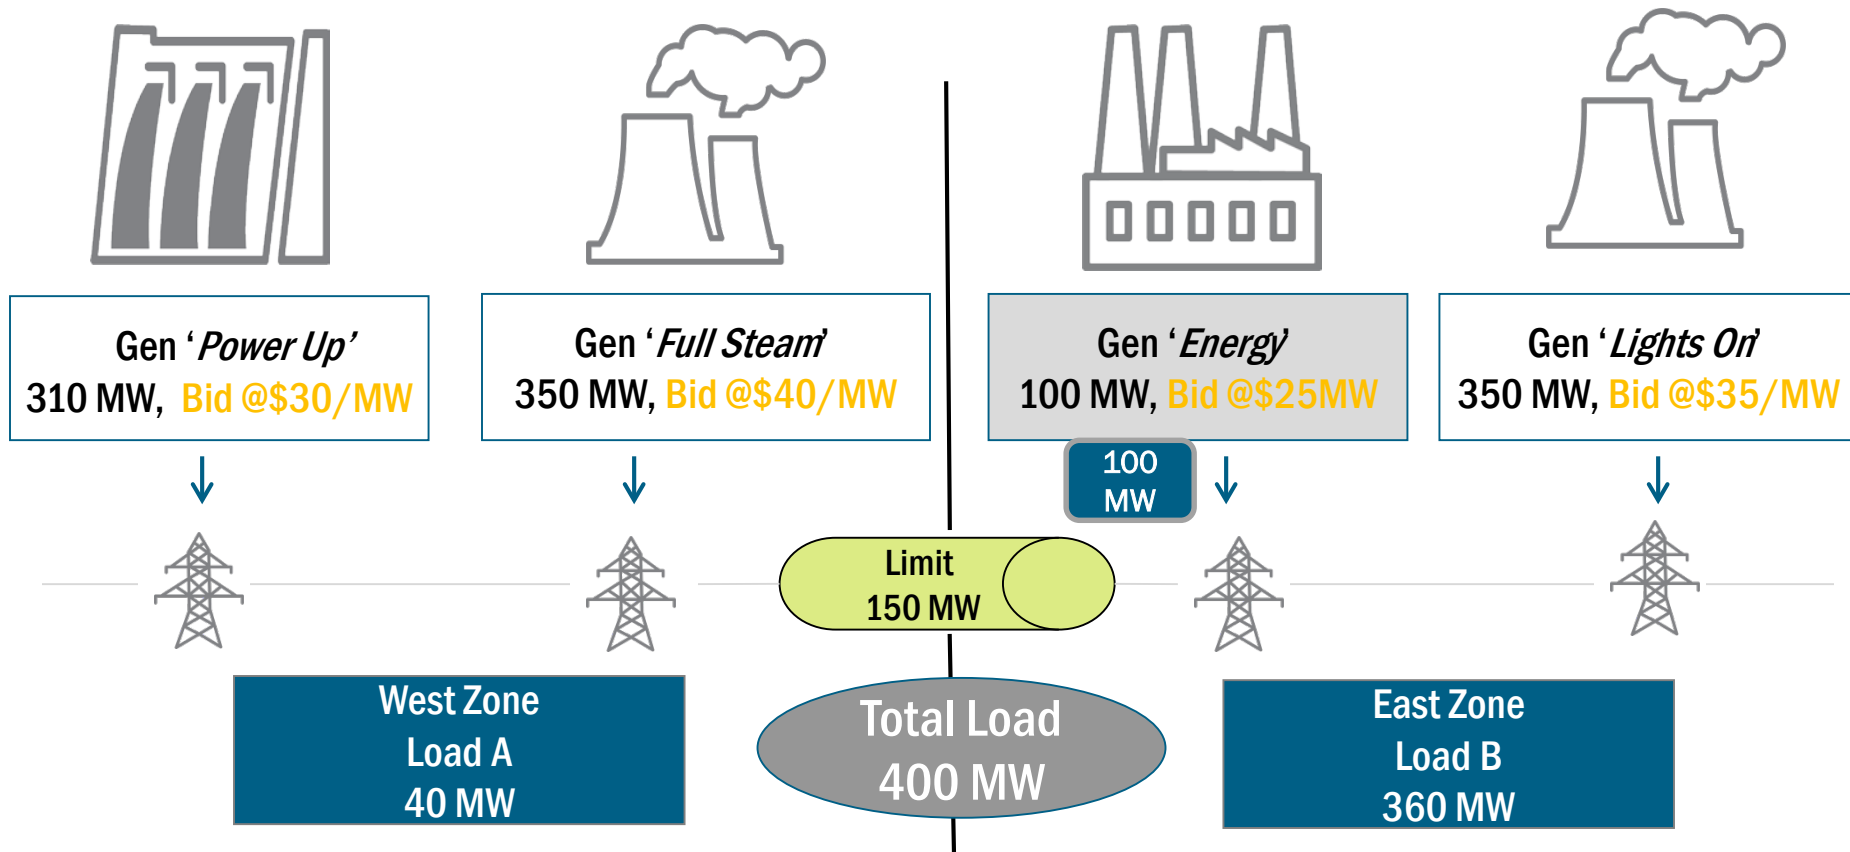 Gen ‘Power Up’
310 MW, Bid @$30/MW
Gen ‘Full Steam’
350 MW, Bid @$40/MW
Gen ‘Energy’
100 MW, Bid @$25MW
Gen ‘Lights On’
350 MW, Bid @$35/MW
100
MW
Limit
150 MW
West Zone
Load A
40 MW
Total Load
400 MW
East Zone
Load B
360 MW